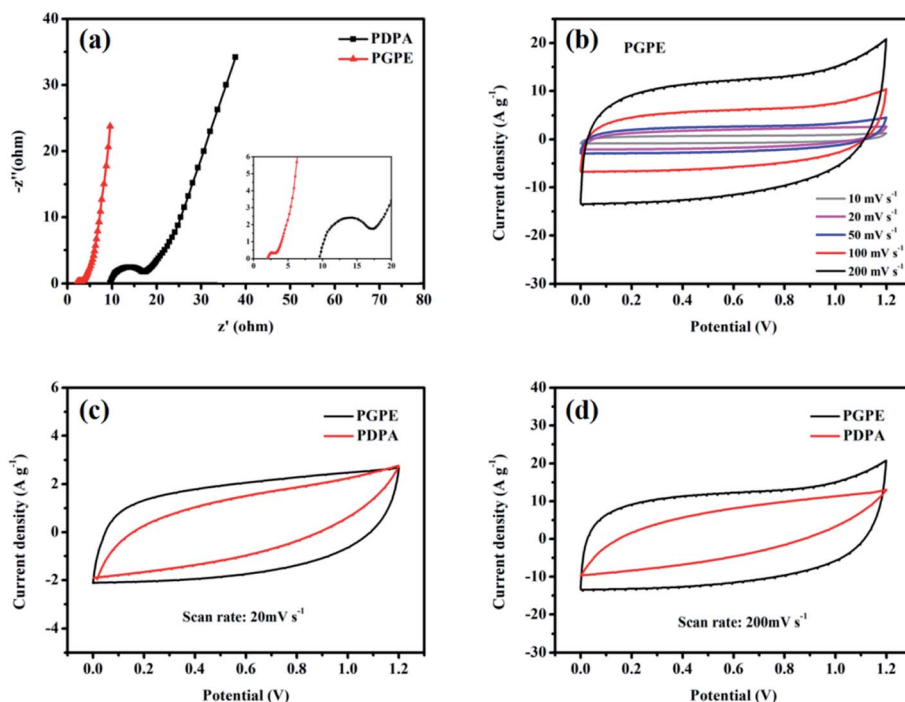 (a)
PDPA
PGPE
-z''(ohm)
40
30
20
10
0
0 10 20 30 40 50 60 70 80
z' (ohm)
6
5
4
3
2
1
0
0 5 10 15 20
(b)
PGPE
Current density (A g-1)
20
10
0
-10
-20
-30
10 mV s-1
20 mV s-1
50 mV s-1
100 mV s-1
200 mV s-1
0.0 0.2 0.4 0.6 0.8 1.0 1.2
Potential (V)
(c)
PGPE
PDPA
Current density (A g-1)
6
4
2
0
-2
-4
Scan rate: 20mV s-1
0.0 0.2 0.4 0.6 0.8 1.0 1.2
Potential (V)
(d)
PGPE
PDPA
Current density (A g-1)
40
30
20
10
0
-10
-20
-30
Scan rate: 200mV s-1
0.0 0.2 0.4 0.6 0.8 1.0 1.2
Potential (V)